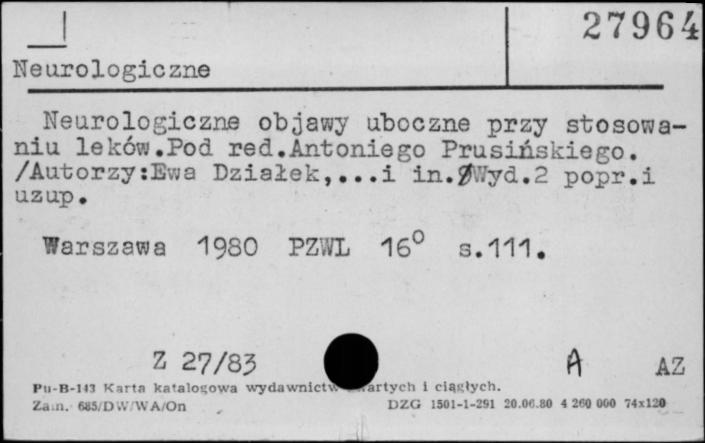 27964
Neurologiczne
Neurologiczne objawy uboczne przy stosowa-
niu leków.Pod red.Antoniego Prusińskiego.
/Autorzy:Ewa Działek,...i in./Wyd.2 popr.i
uzup.
Warszawa 1980 PZWL 16° s.111.
Z 27/83 A AZ
Pu-B-143 Karta katalogowa wydawnictw zwartych i ciągłych.
Zam. 685/DW/WA/On DZG 1501-1-291 20.06.80 4 260 000 74x120